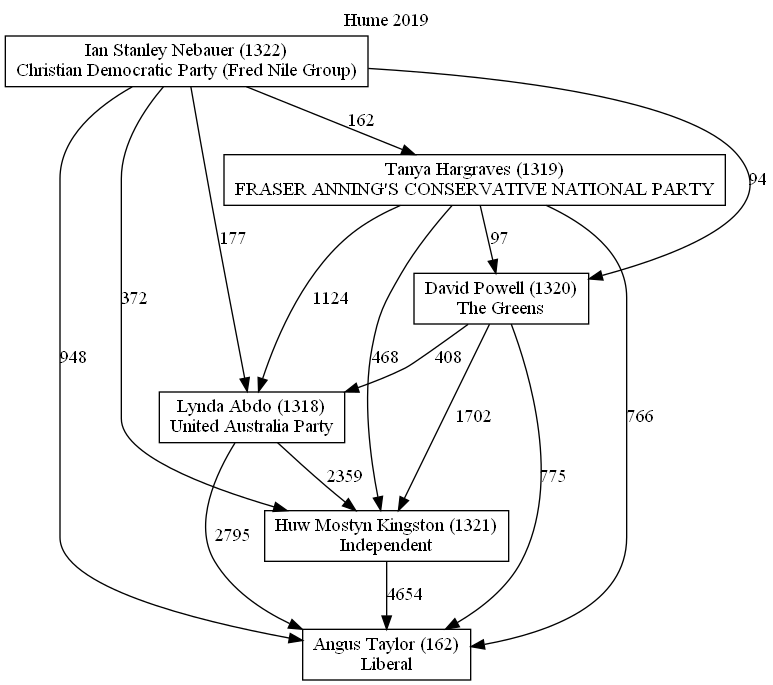 Hume 2019
Ian Stanley Nebauer (1322)
Christian Democratic Party (Fred Nile Group)
162
Tanya Hargraves (1319)
FRASER ANNING'S CONSERVATIVE NATIONAL PARTY
94
177
97
David Powell (1320)
The Greens
372
1124
948
468
408
Lynda Abdo (1318)
United Australia Party
1702
766
2359
775
Huw Mostyn Kingston (1321)
Independent
2795
4654
Angus Taylor (162)
Liberal